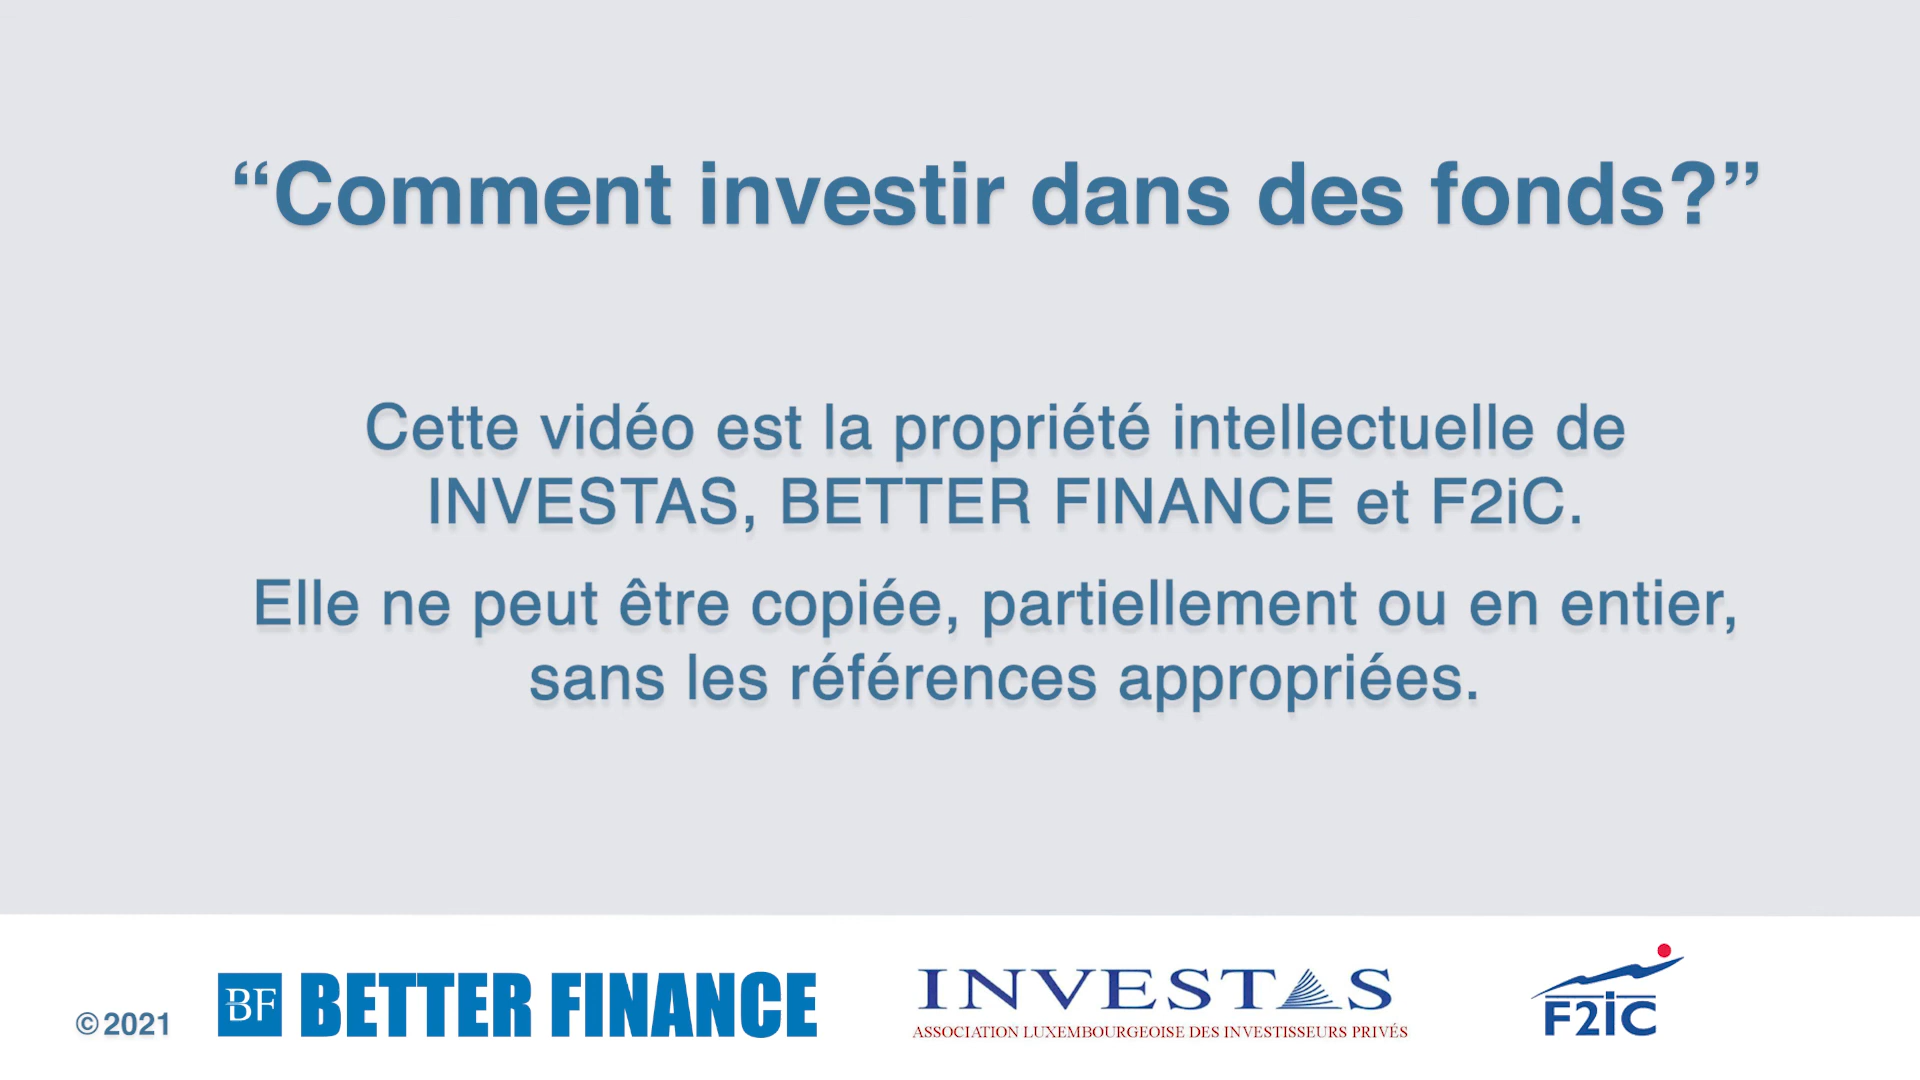 “Comment investir dans des fonds?”
Cette vidéo est la propriété intellectuelle de
INVESTAS, BETTER FINANCE et F2iC.
Elle ne peut être copiée, partiellement ou en entier,
sans les références appropriées.
© 2021
BF BETTER FINANCE
INVESTAS
ASSOCIATION LUXEMBOURGEOISE DES INVESTISSEURS PRIVÉS
F2iC